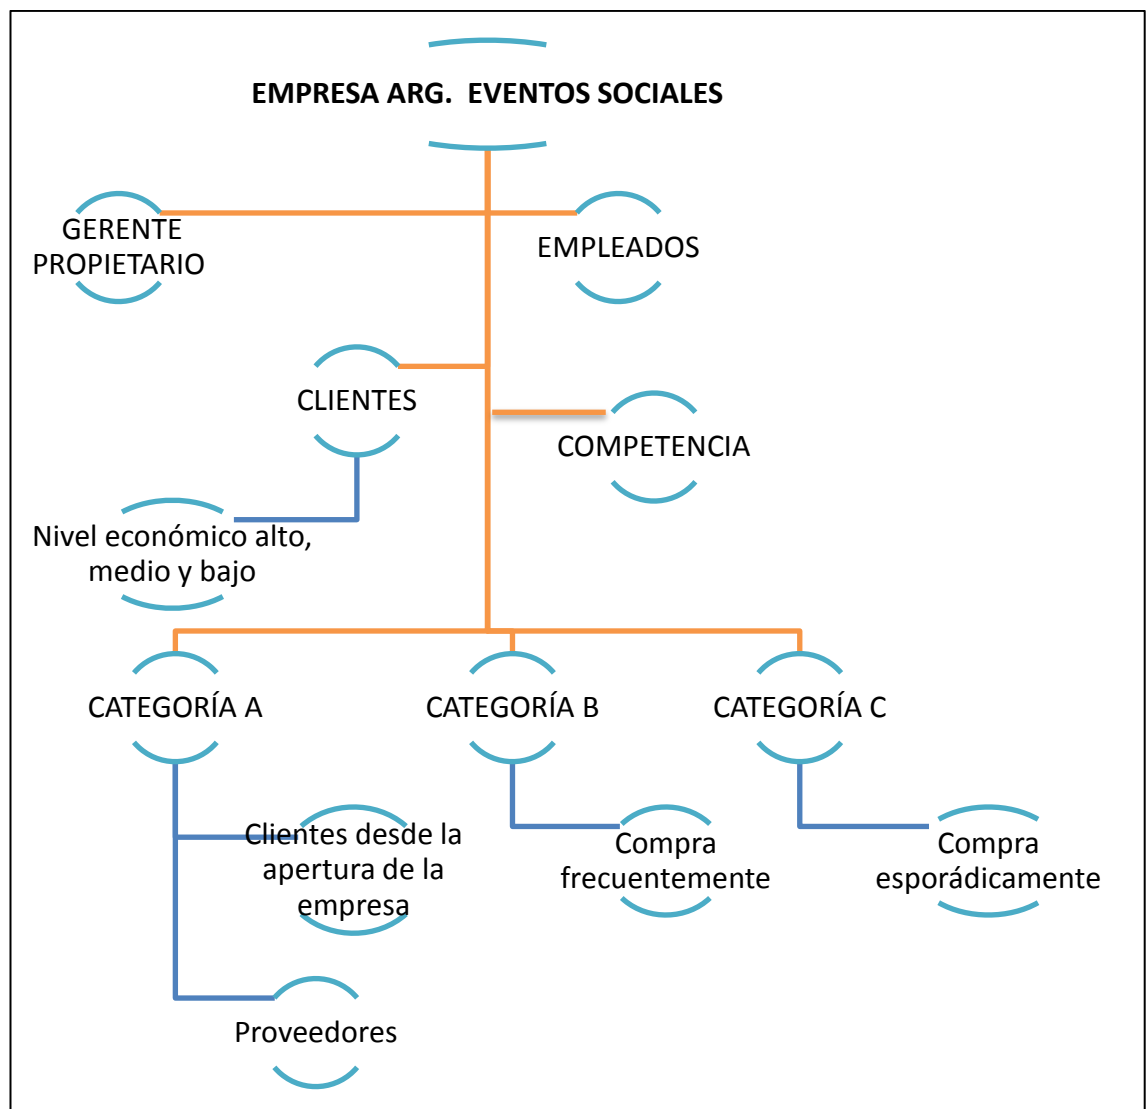 EMPRESA ARG.  EVENTOS SOCIALES
GERENTE
PROPIETARIO
EMPLEADOS
CLIENTES
COMPETENCIA
Nivel económico alto,
medio y bajo
CATEGORÍA A
CATEGORÍA B
CATEGORÍA C
Clientes desde la
apertura de la
empresa
Compra
frecuentemente
Compra
esporádicamente
Proveedores